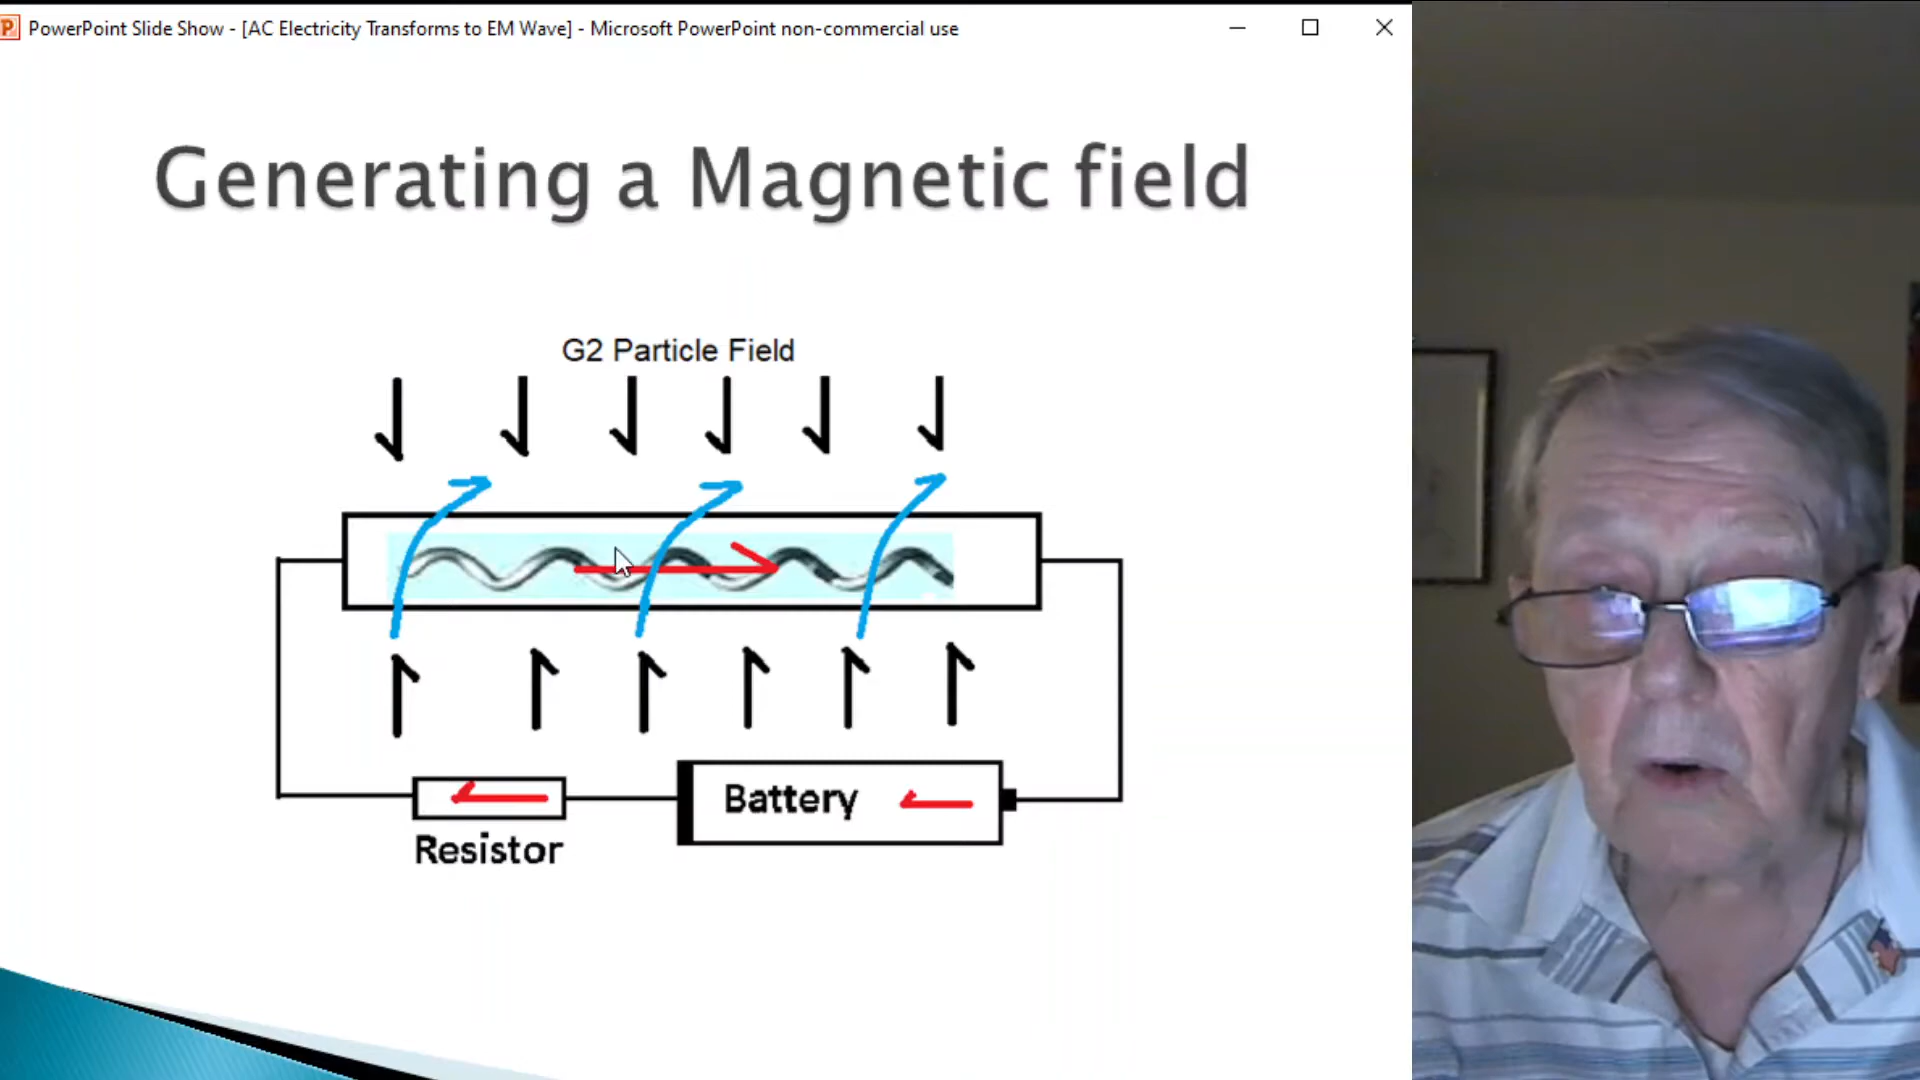 PowerPoint Slide Show - [AC Electricity Transforms to EM Wave] - Microsoft PowerPoint non-commercial use
Generating a Magnetic field
G2 Particle Field
Battery
Resistor